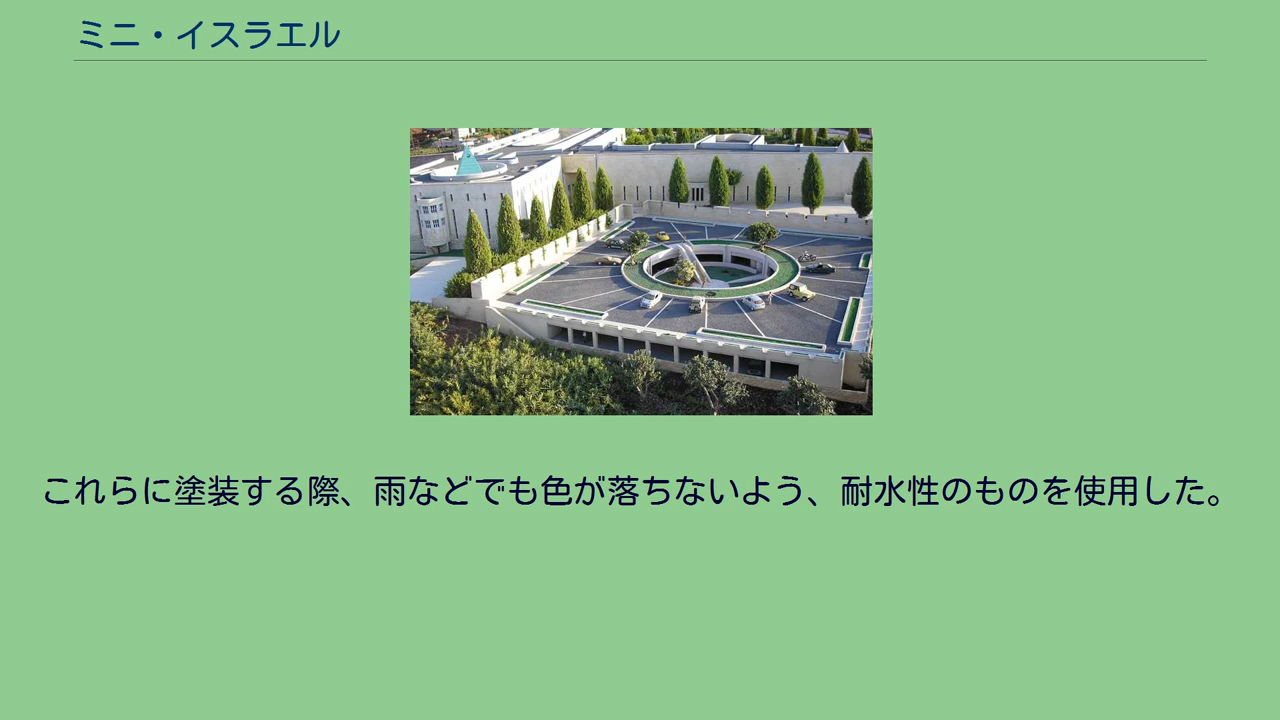 ミニ・イスラエル
これらに塗装する際、雨などでも色が落ちないよう、耐水性のものを使用した。